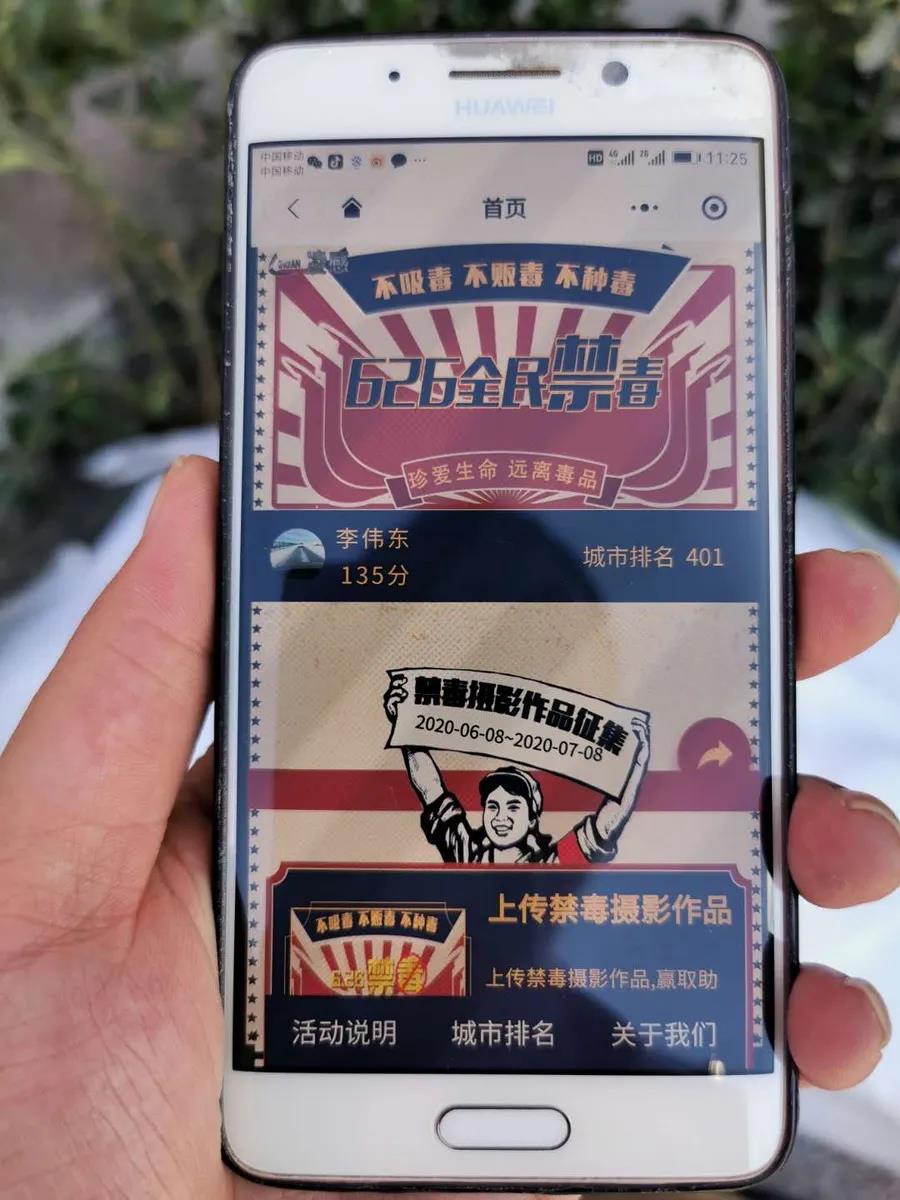 HUAWEI
中国移动
中国移动
HD 4G 2G 11:25
首页
不吸毒 不贩毒 不种毒
626全民禁毒
珍爱生命 远离毒品
李伟东
135分
城市排名 401
禁毒摄影作品征集
2020-06-08~2020-07-08
上传禁毒摄影作品
不吸毒 不贩毒 不种毒
626禁毒
上传禁毒摄影作品,赢取助
活动说明 城市排名 关于我们